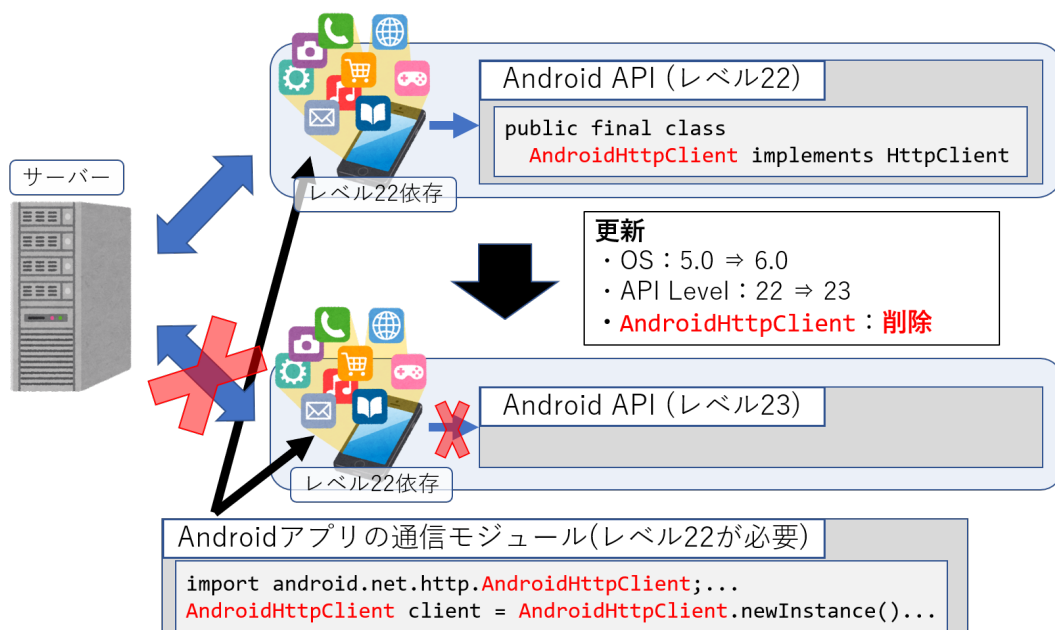 Android API (レベル22)
public final class
AndroidHttpClient implements HttpClient
サーバー
レベル22依存
更新
・OS：5.0 ⇒ 6.0
・API Level：22 ⇒ 23
・AndroidHttpClient：削除
Android API (レベル23)
レベル22依存
Androidアプリの通信モジュール(レベル22が必要)
import android.net.http.AndroidHttpClient;...
AndroidHttpClient client = AndroidHttpClient.newInstance()...